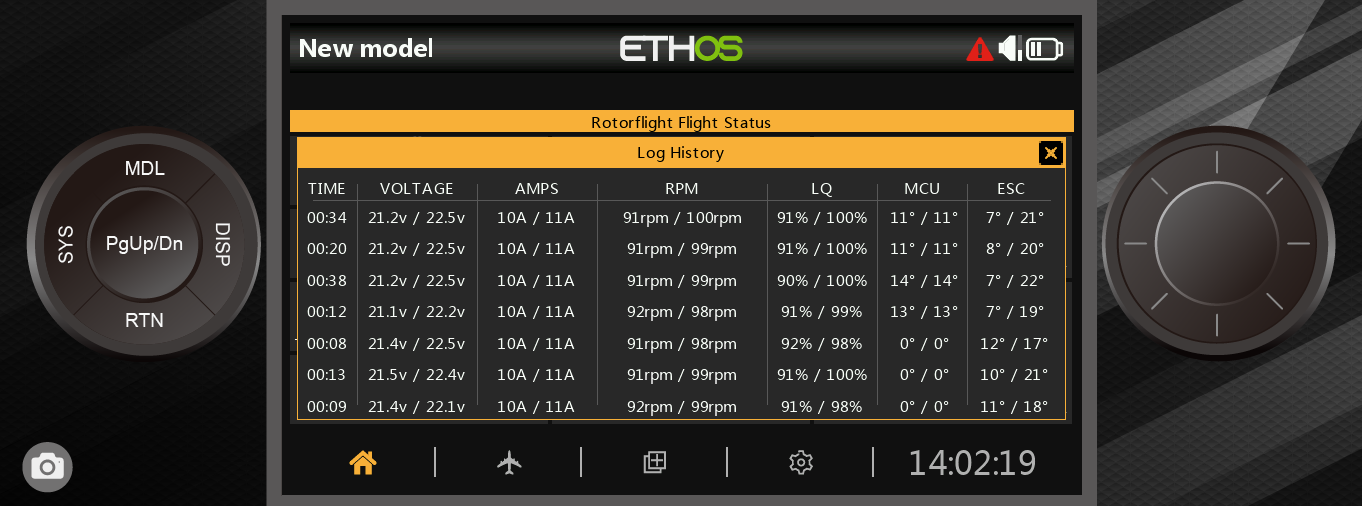 New model ETHOS
Rotorflight Flight Status
Log History
TIME VOLTAGE AMPS RPM LQ MCU ESC
00:34 21.2v / 22.5v 10A / 11A 91rpm / 100rpm 91% / 100% 11° / 11° 7° / 21°
00:20 21.2v / 22.5v 10A / 11A 91rpm / 99rpm 91% / 100% 11° / 11° 8° / 20°
00:38 21.2v / 22.5v 10A / 11A 91rpm / 99rpm 90% / 100% 14° / 14° 7° / 22°
00:12 21.1v / 22.2v 10A / 11A 92rpm / 98rpm 91% / 99% 13° / 13° 7° / 19°
00:08 21.4v / 22.5v 10A / 11A 91rpm / 98rpm 92% / 98% 0° / 0° 12° / 17°
00:13 21.5v / 22.4v 10A / 11A 91rpm / 99rpm 91% / 100% 0° / 0° 10° / 21°
00:09 21.4v / 22.1v 10A / 11A 92rpm / 99rpm 91% / 98% 0° / 0° 11° / 18°
14:02:19
MDL
SYS
PgUp/Dn
DISP
RTN